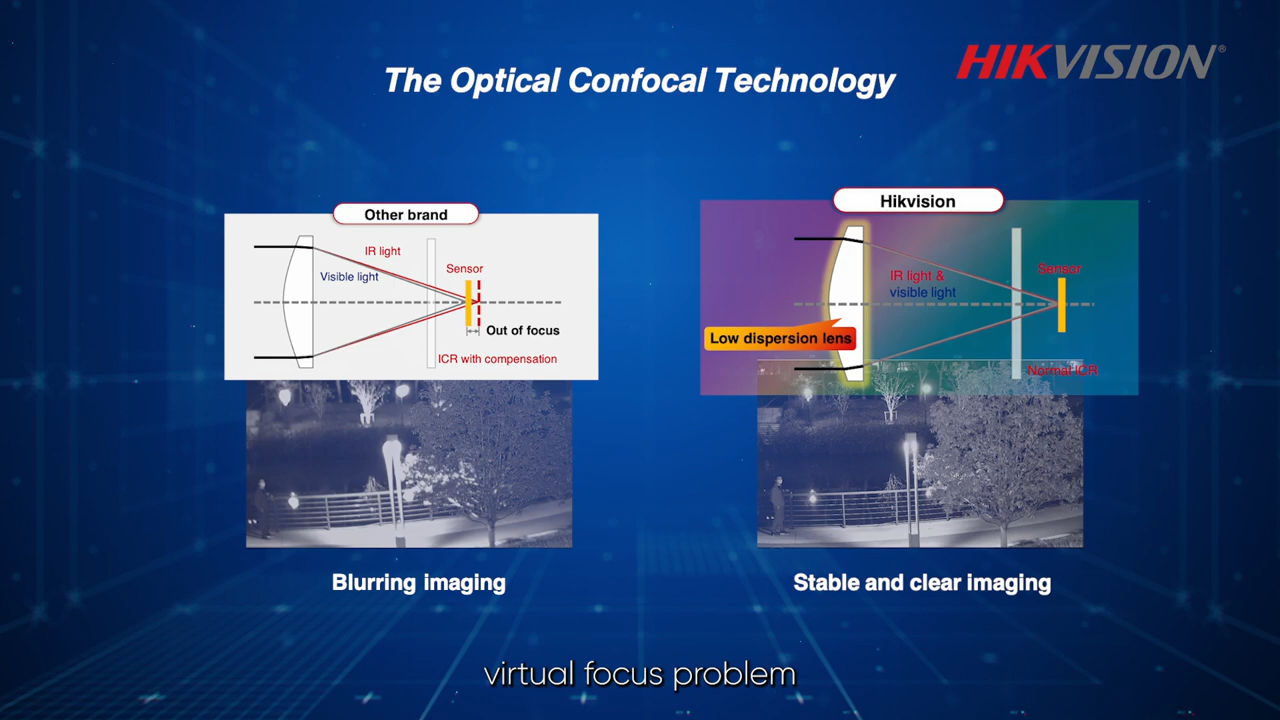 HIKVISION®
The Optical Confocal Technology
Other brand
IR light
Visible light
Sensor
Out of focus
ICR with compensation
Blurring imaging
Hikvision
IR light &
visible light
Sensor
Low dispersion lens
Normal ICR
Stable and clear imaging
virtual focus problem